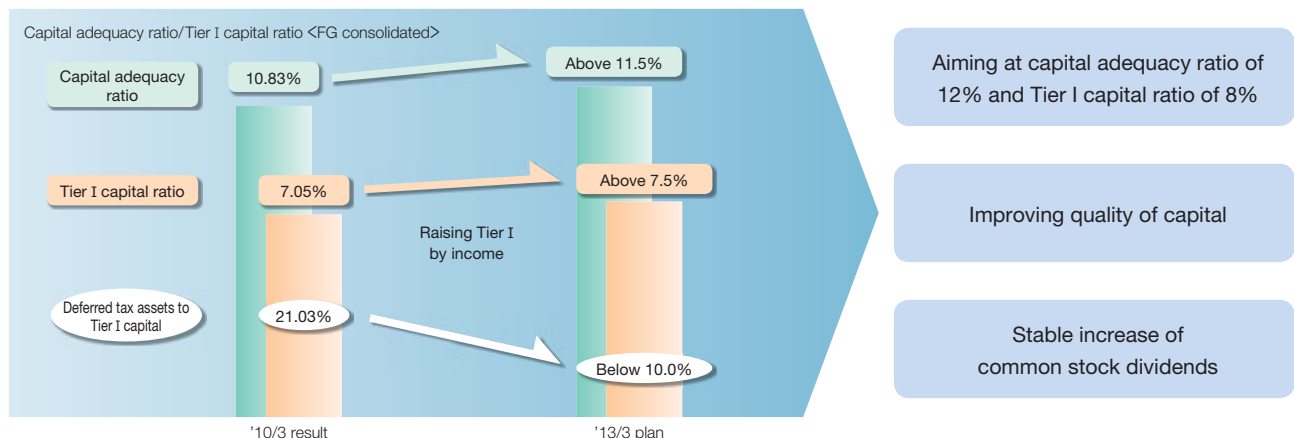 Capital adequacy ratio/Tier I capital ratio <FG consolidated>
Capital adequacy
ratio
10.83%
Above 11.5%
Tier I capital ratio
7.05%
Above 7.5%
Raising Tier I
by income
Deferred tax assets to
Tier I capital
21.03%
Below 10.0%
'10/3 result
'13/3 plan
Aiming at capital adequacy ratio of
12% and Tier I capital ratio of 8%
Improving quality of capital
Stable increase of
common stock dividends